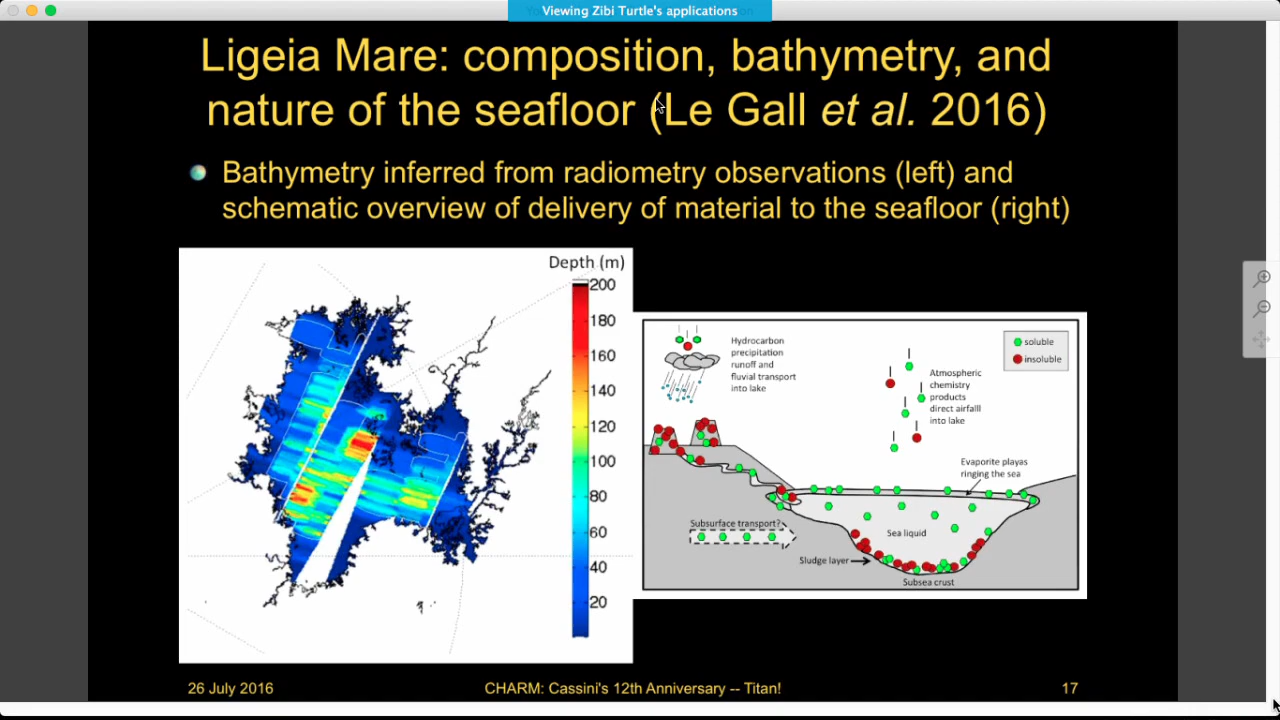 Viewing Zibi Turtle's applications
Ligeia Mare: composition, bathymetry, and
nature of the seafloor (Le Gall et al. 2016)
Bathymetry inferred from radiometry observations (left) and
schematic overview of delivery of material to the seafloor (right)
Depth (m)
200
180
160
140
120
100
80
60
40
20
Hydrocarbon
precipitation
runoff and
fluvial transport
into lake
soluble
insoluble
Atmospheric
chemistry
products
direct airfalll
into lake
Evaporite playas
ringing the sea
Subsurface transport?
Sea liquid
Sludge layer
Subsea crust
26 July 2016
CHARM: Cassini's 12th Anniversary -- Titan!
17